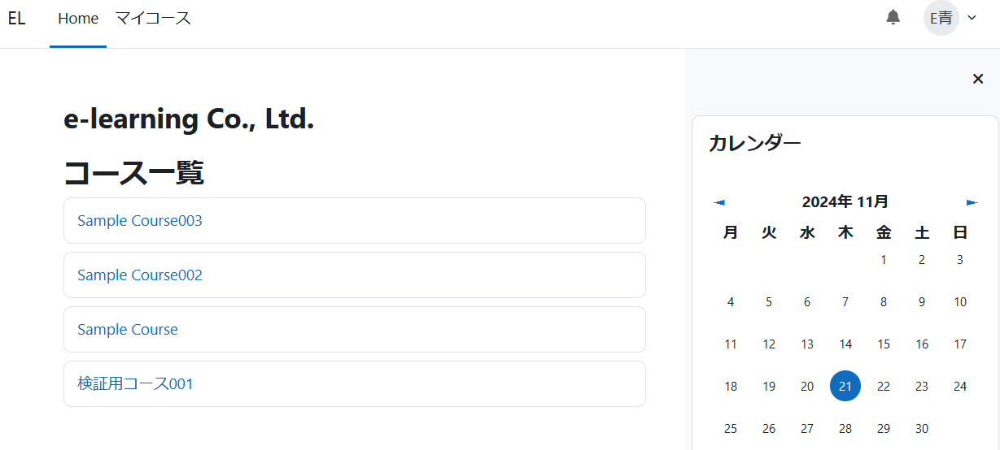 EL Home マイコース E青
e-learning Co., Ltd.
コース一覧
Sample Course003
Sample Course002
Sample Course
検証用コース001
カレンダー
2024年 11月
月 火 水 木 金 土 日
1 2 3
4 5 6 7 8 9 10
11 12 13 14 15 16 17
18 19 20 21 22 23 24
25 26 27 28 29 30